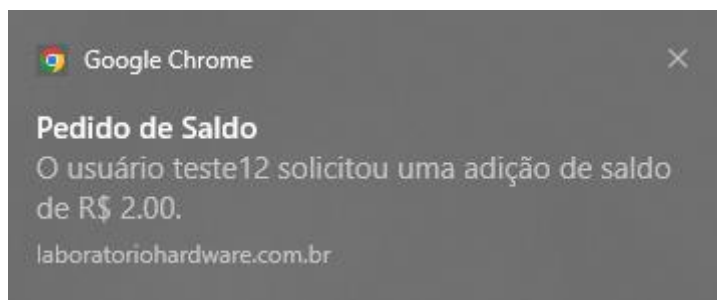 Google Chrome
Pedido de Saldo
O usuário teste12 solicitou uma adição de saldo
de R$ 2.00.
laboratoriohardware.com.br